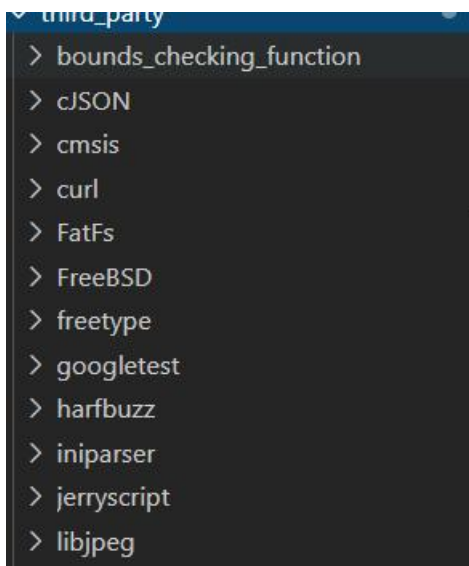 third_party
bounds_checking_function
cJSON
cmsis
curl
FatFs
FreeBSD
freetype
googletest
harfbuzz
iniparser
jerryscript
libjpeg